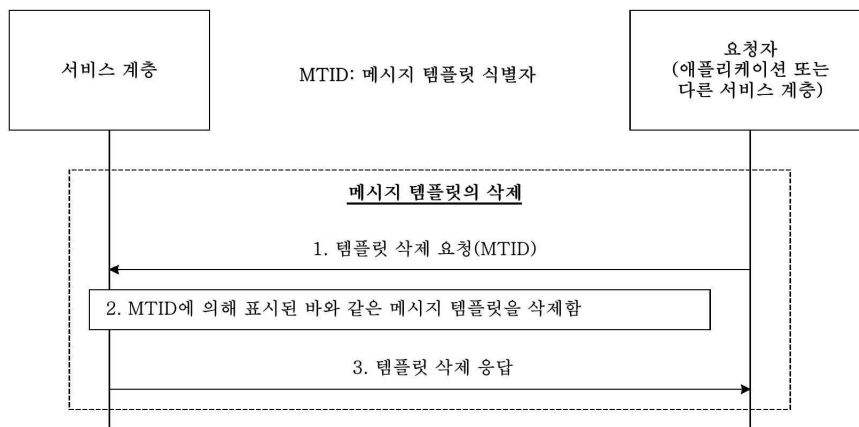 서비스 계층
MTID: 메시지 템플릿 식별자
요청자
(애플리케이션 또는
다른 서비스 계층)
메시지 템플릿의 삭제
1. 템플릿 삭제 요청(MTID)
2. MTID에 의해 표시된 바와 같은 메시지 템플릿을 삭제함
3. 템플릿 삭제 응답